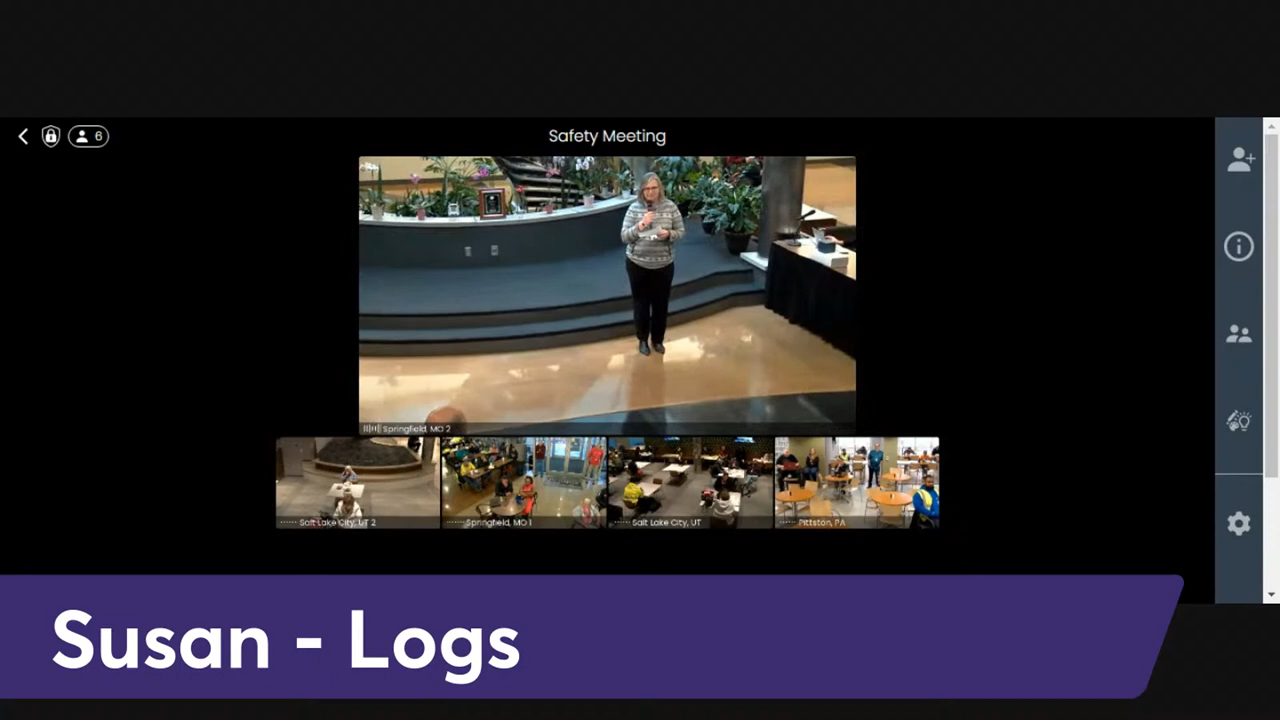 6
Safety Meeting
Springfield, MO 2
Salt Lake City, UT 2
Springfield, MO 1
Salt Lake City, UT
Pittston, PA
Susan - Logs